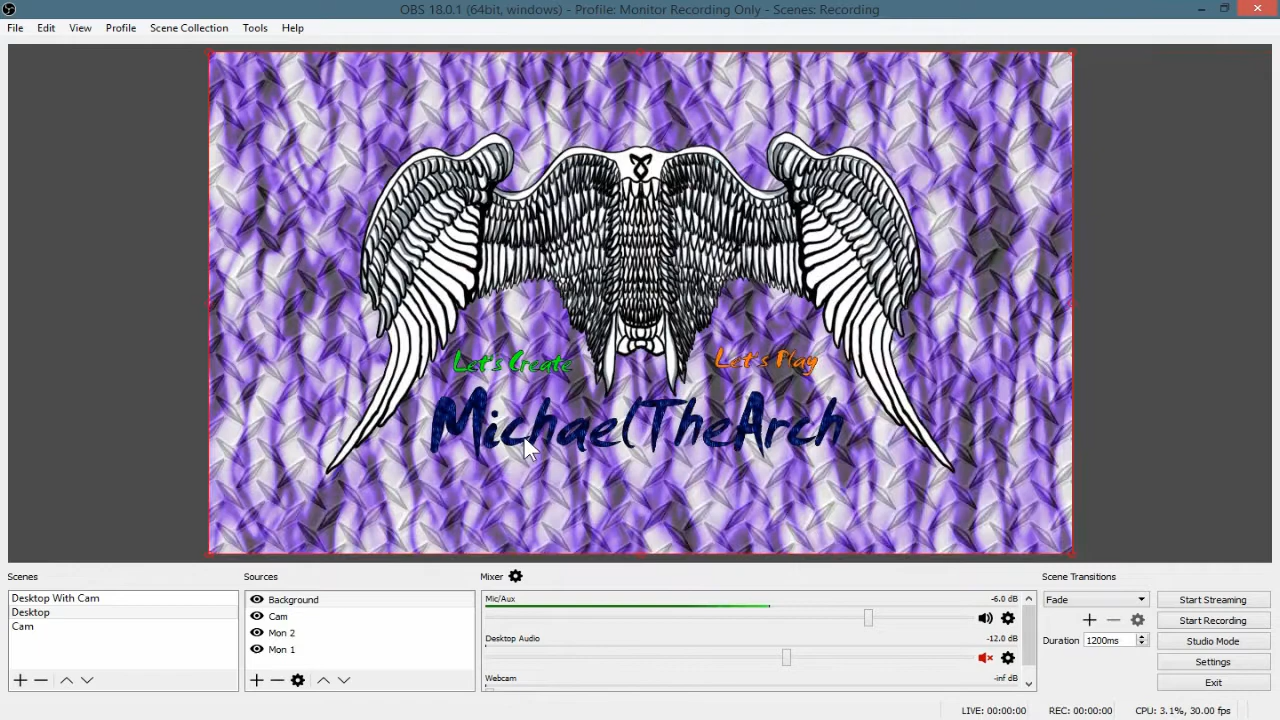 OBS 18.0.1 (64bit, windows) - Profile: Monitor Recording Only - Scenes: Recording
File Edit View Profile Scene Collection Tools Help
Let's Create Let's Play
MichaelTheArch
Scenes Sources Mixer Scene Transitions
Desktop With Cam
Desktop
Cam
Background
Cam
Mon 2
Mon 1
Mic/Aux -6.0 dB
Desktop Audio -12.0 dB
Webcam -inf dB
Fade
Duration 1200ms
Start Streaming
Start Recording
Studio Mode
Settings
Exit
LIVE: 00:00:00 REC: 00:00:00 CPU: 3.1%, 30.00 fps